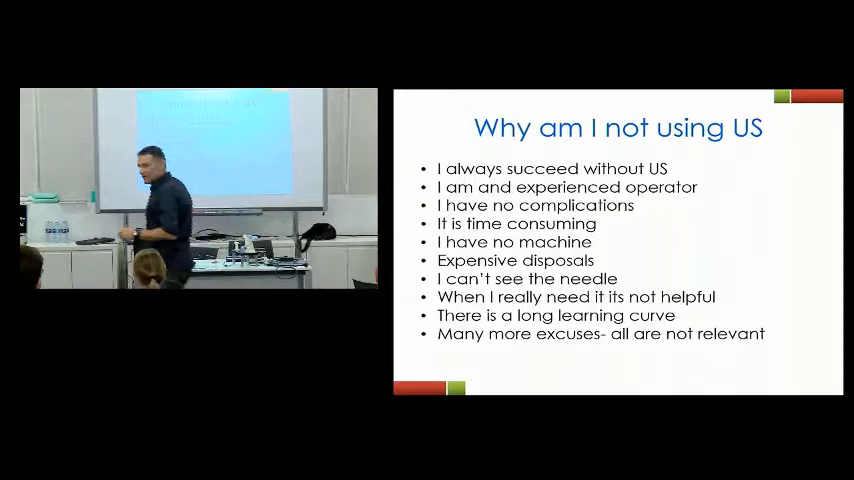 Why am I not using US
• I always succeed without US
• I am and experienced operator
• I have no complications
• It is time consuming
• I have no machine
• Expensive disposals
• I can't see the needle
• When I really need it its not helpful
• There is a long learning curve
• Many more excuses- all are not relevant